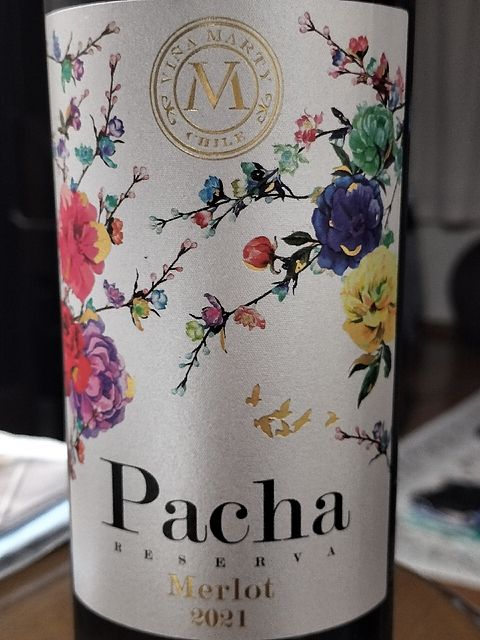 VIÑA MARTY
M
CHILE
Pacha
RESERVA
Merlot
2021